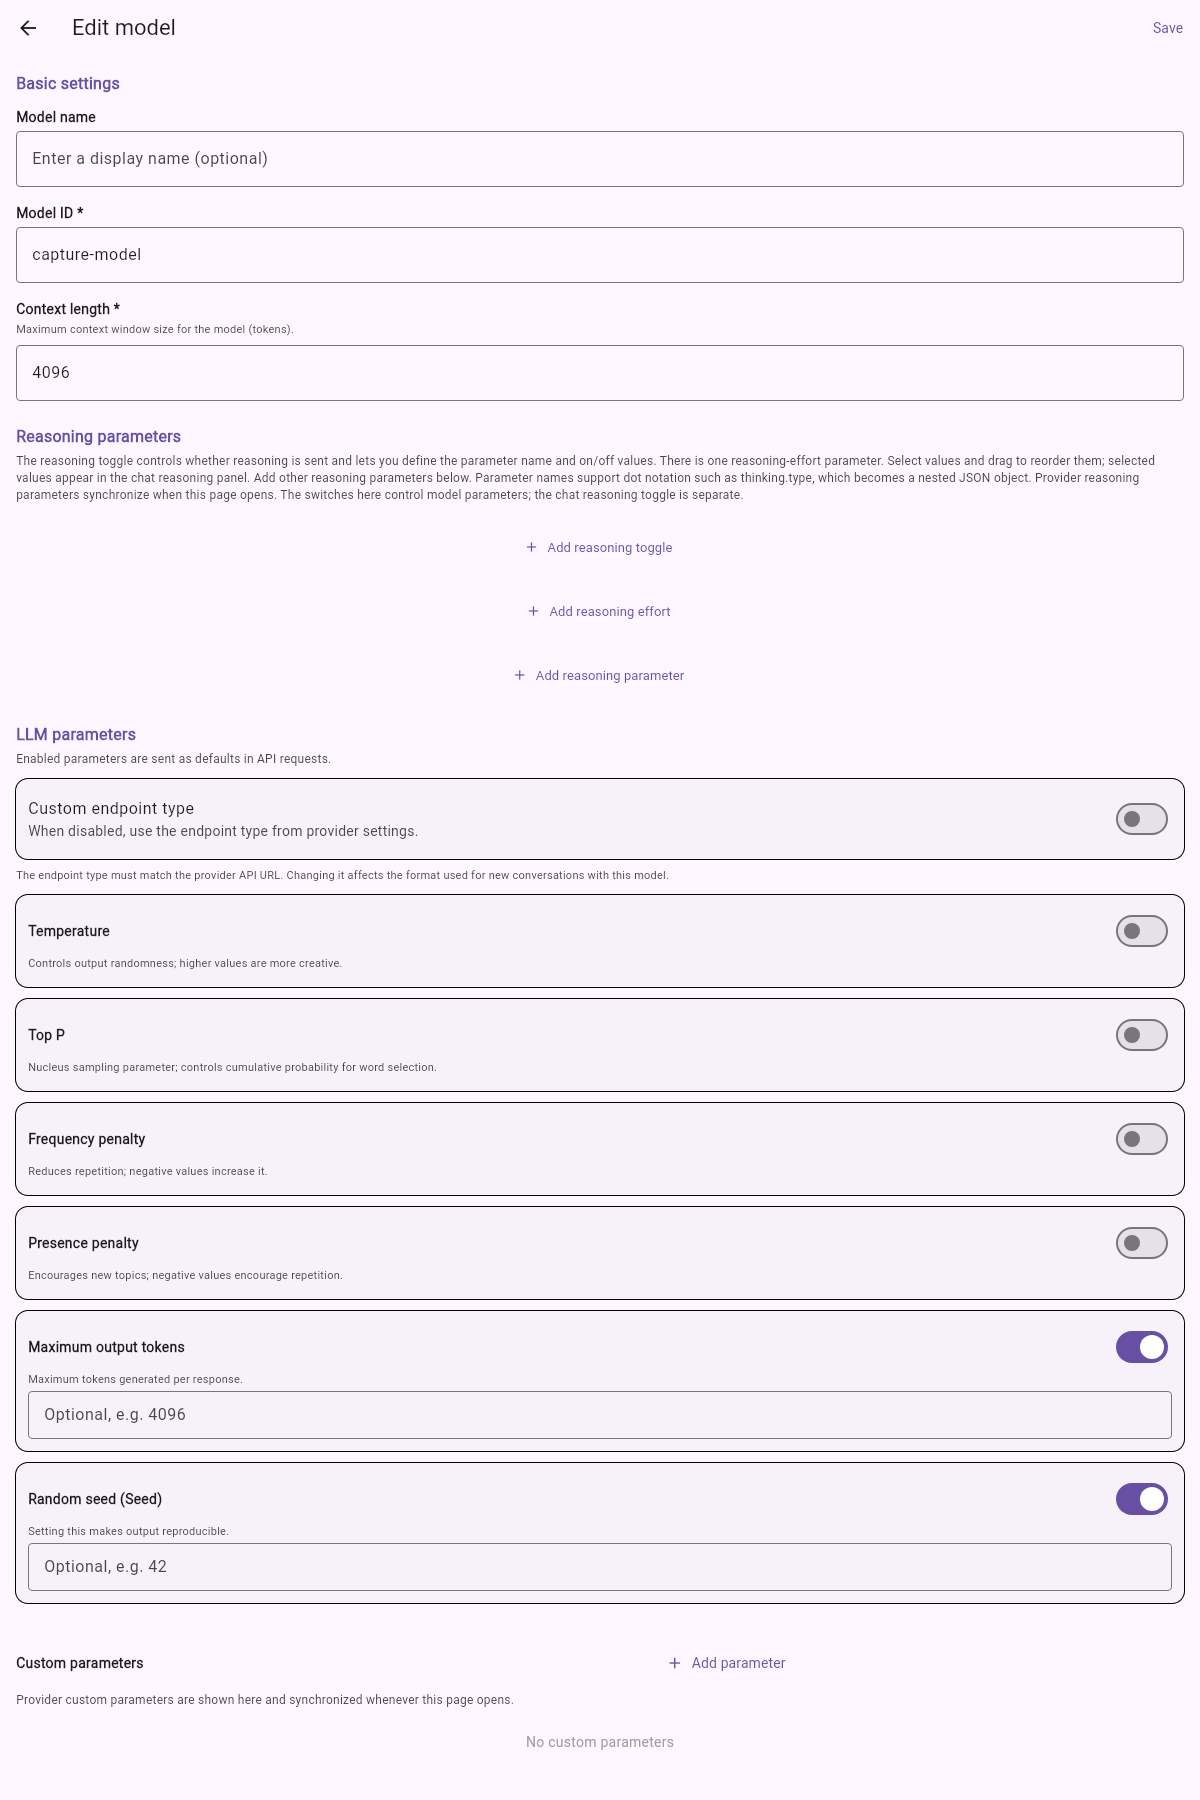 Edit model
Save
Basic settings
Model name
Enter a display name (optional)
Model ID *
capture-model
Context length *
Maximum context window size for the model (tokens).
4096
Reasoning parameters
The reasoning toggle controls whether reasoning is sent and lets you define the parameter name and on/off values. There is one reasoning-effort parameter. Select values and drag to reorder them; selected
values appear in the chat reasoning panel. Add other reasoning parameters below. Parameter names support dot notation such as thinking.type, which becomes a nested JSON object. Provider reasoning
parameters synchronize when this page opens. The switches here control model parameters; the chat reasoning toggle is separate.
+ Add reasoning toggle
+ Add reasoning effort
+ Add reasoning parameter
LLM parameters
Enabled parameters are sent as defaults in API requests.
Custom endpoint type
When disabled, use the endpoint type from provider settings.
The endpoint type must match the provider API URL. Changing it affects the format used for new conversations with this model.
Temperature
Controls output randomness; higher values are more creative.
Top P
Nucleus sampling parameter; controls cumulative probability for word selection.
Frequency penalty
Reduces repetition; negative values increase it.
Presence penalty
Encourages new topics; negative values encourage repetition.
Maximum output tokens
Maximum tokens generated per response.
Optional, e.g. 4096
Random seed (Seed)
Setting this makes output reproducible.
Optional, e.g. 42
Custom parameters
+ Add parameter
Provider custom parameters are shown here and synchronized whenever this page opens.
No custom parameters